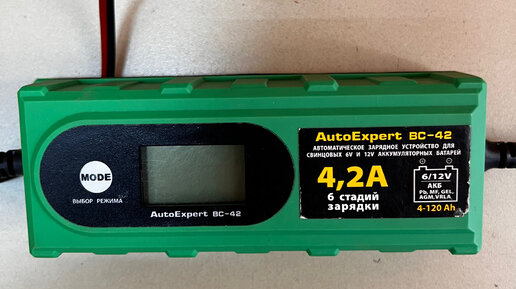 MODE
ВЫБОР РЕЖИМА
AutoExpert BC-42
AutoExpert BC-42
АВТОМАТИЧЕСКОЕ ЗАРЯДНОЕ УСТРОЙСТВО ДЛЯ
СВИНЦОВЫХ 6V И 12V АККУМУЛЯТОРНЫХ БАТАРЕЙ
4,2А
6 СТАДИЙ
ЗАРЯДКИ
6/12V
АКБ
Pb, MF, GEL,
AGM, VRLA
4-120 Ah